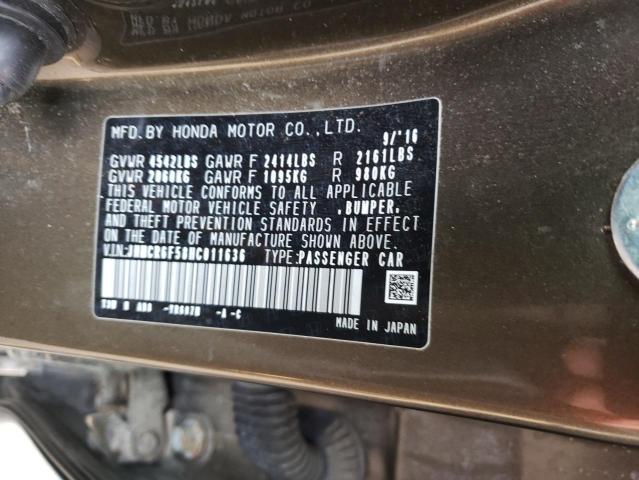 MFD. BY HONDA MOTOR CO., LTD. 9/'16
GVWR 4542LBS GAWR F 2414LBS R 2161LBS
GVWR 2060KG GAWR F 1095KG R 980KG
THIS VEHICLE CONFORMS TO ALL APPLICABLE
FEDERAL MOTOR VEHICLE SAFETY ,BUMPER,
AND THEFT PREVENTION STANDARDS IN EFFECT
ON THE DATE OF MANUFACTURE SHOWN ABOVE.
VIN: TYPE:PASSENGER CAR
-A -C
MADE IN JAPAN